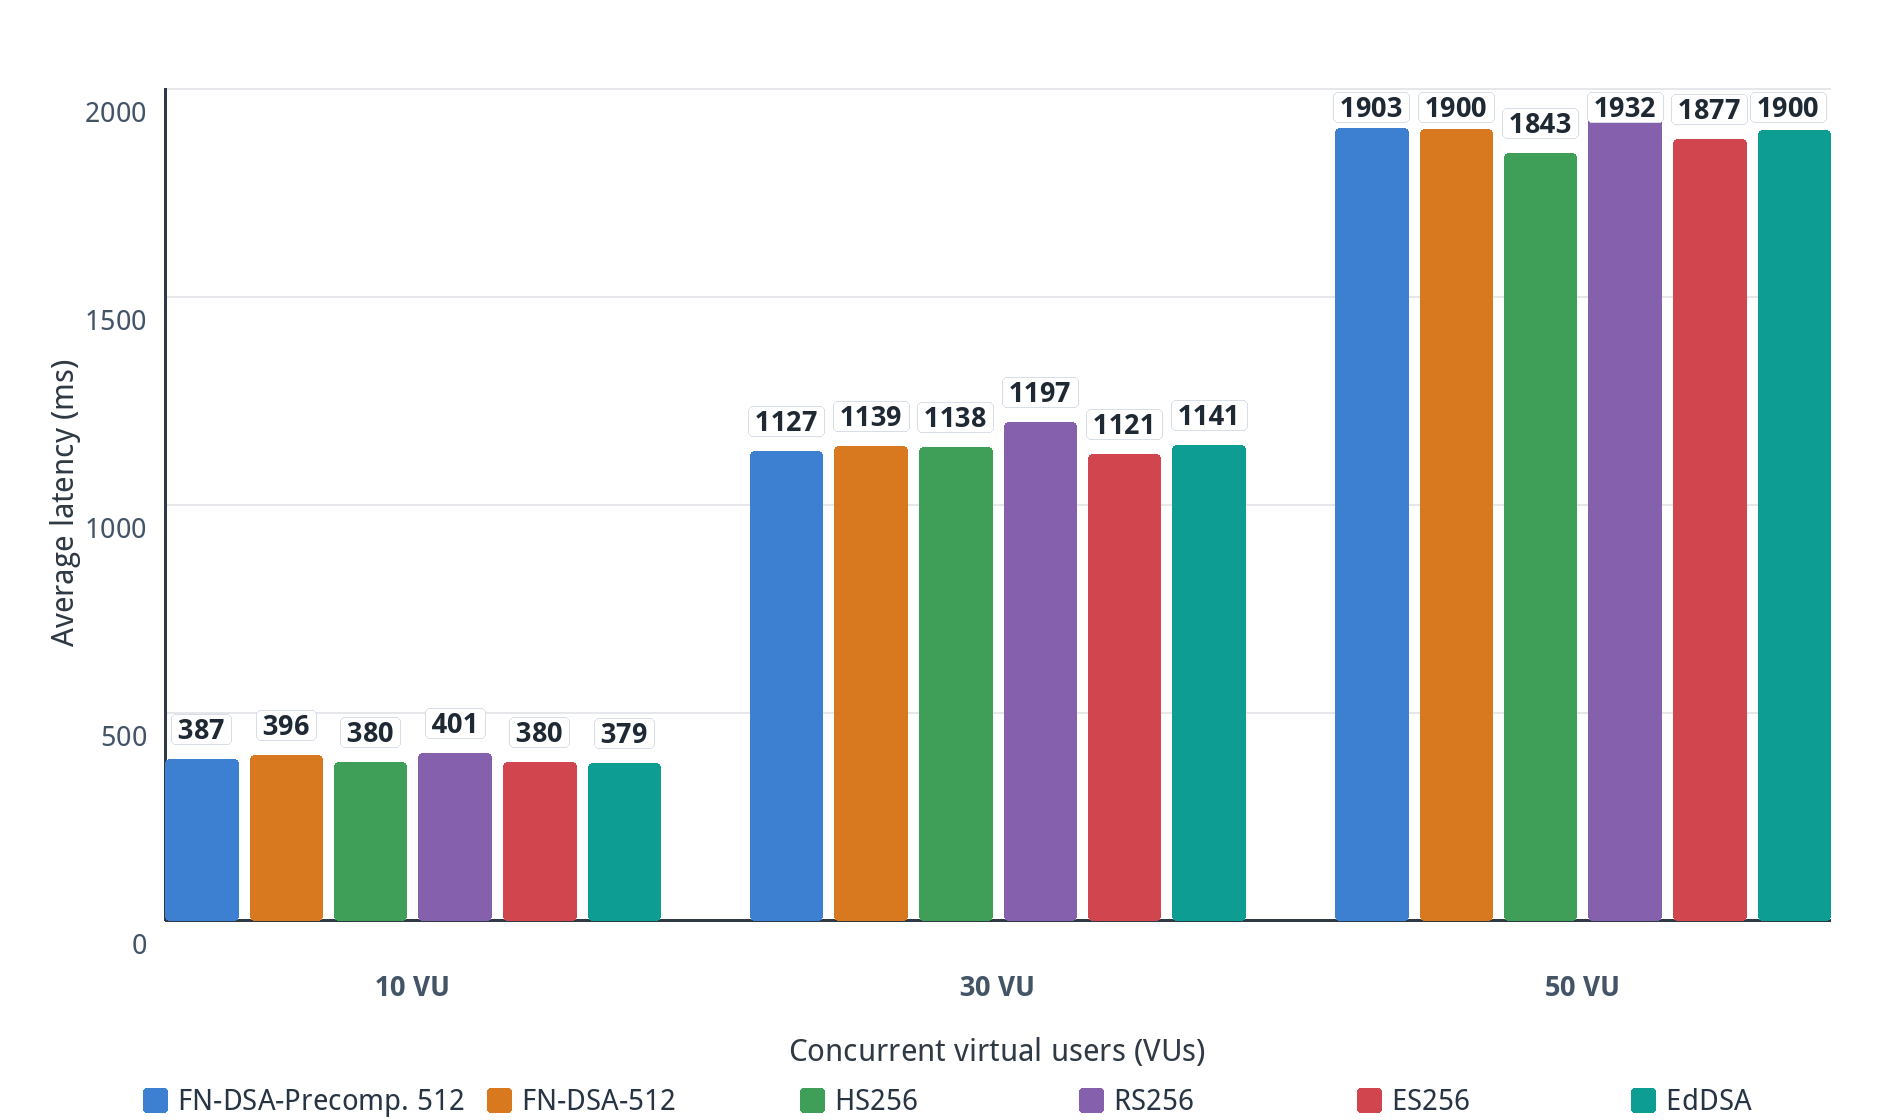 2000
1500
1000
500
0
Average latency (ms)
387 396 380 401 380 379
1127 1139 1138 1197 1121 1141
1903 1900 1843 1932 1877 1900
10 VU 30 VU 50 VU
Concurrent virtual users (VUs)
FN-DSA-Precomp. 512 FN-DSA-512 HS256 RS256 ES256 EdDSA